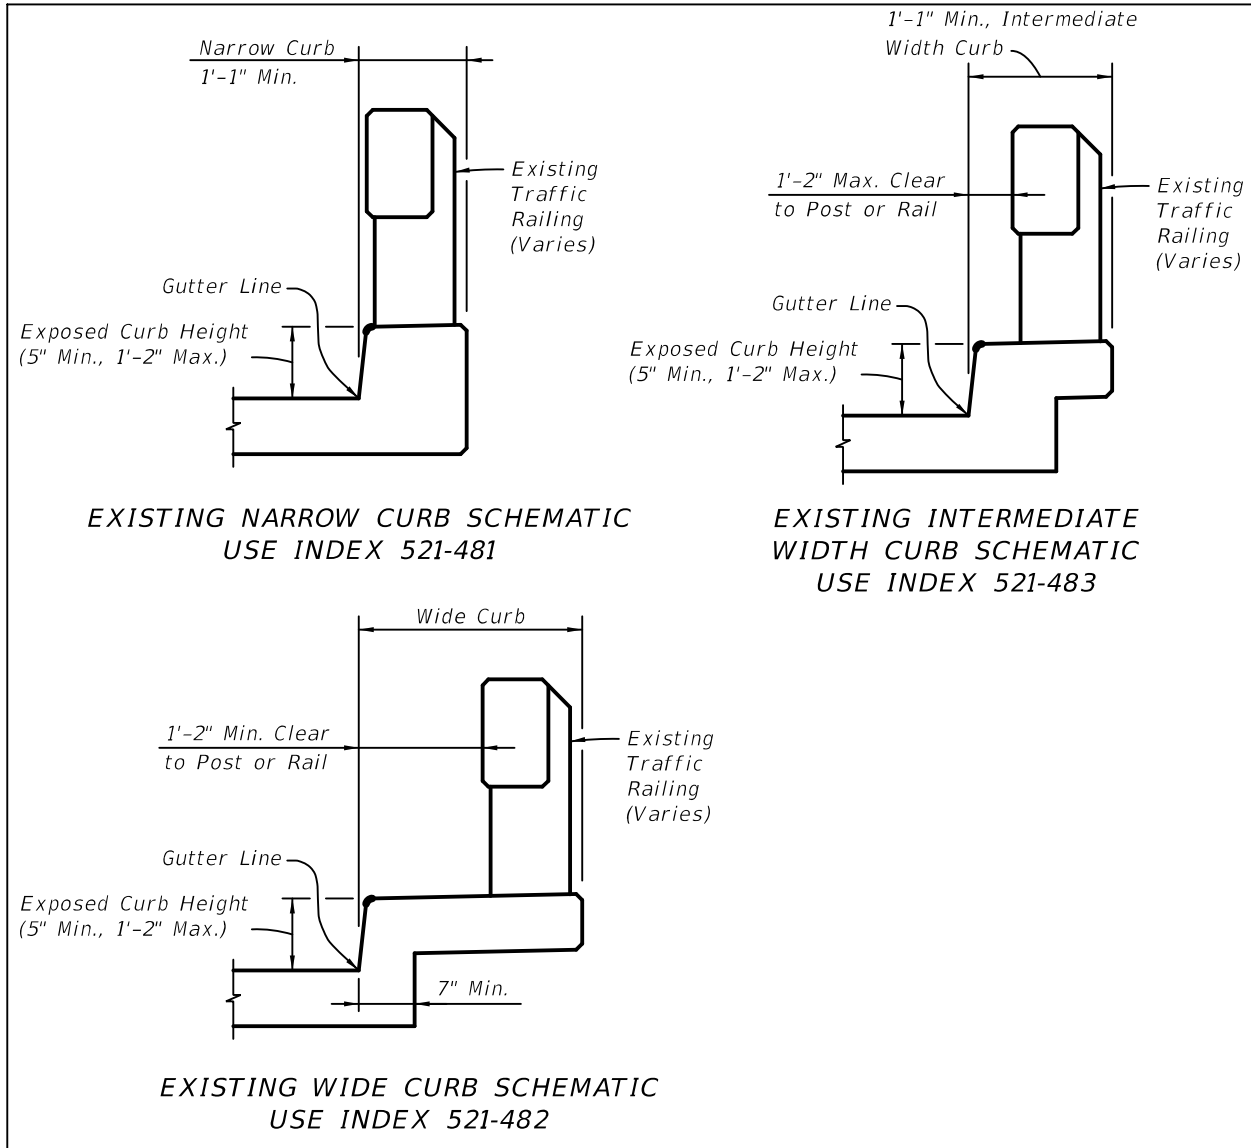 Narrow Curb
1'-1" Min.
Existing
Traffic
Railing
(Varies)
Gutter Line
Exposed Curb Height
(5" Min., 1'-2" Max.)
EXISTING NARROW CURB SCHEMATIC
USE INDEX 521-481
1'-1" Min., Intermediate
Width Curb
1'-2" Max. Clear
to Post or Rail
Existing
Traffic
Railing
(Varies)
Gutter Line
Exposed Curb Height
(5" Min., 1'-2" Max.)
EXISTING INTERMEDIATE
WIDTH CURB SCHEMATIC
USE INDEX 521-483
Wide Curb
1'-2" Min. Clear
to Post or Rail
Existing
Traffic
Railing
(Varies)
Gutter Line
Exposed Curb Height
(5" Min., 1'-2" Max.)
7" Min.
EXISTING WIDE CURB SCHEMATIC
USE INDEX 521-482